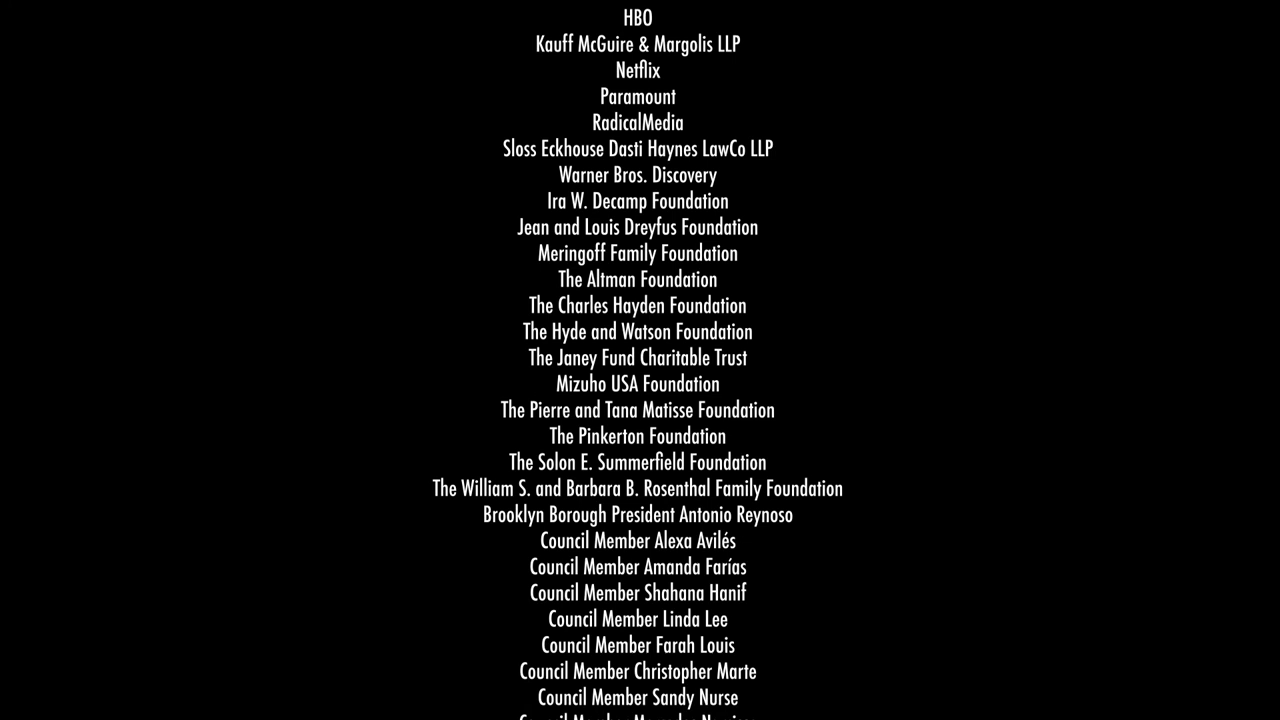 HBO
Kauff McGuire & Margolis LLP
Netflix
Paramount
RadicalMedia
Sloss Eckhouse Dasti Haynes LawCo LLP
Warner Bros. Discovery
Ira W. Decamp Foundation
Jean and Louis Dreyfus Foundation
Meringoff Family Foundation
The Altman Foundation
The Charles Hayden Foundation
The Hyde and Watson Foundation
The Janey Fund Charitable Trust
Mizuho USA Foundation
The Pierre and Tana Matisse Foundation
The Pinkerton Foundation
The Solon E. Summerfield Foundation
The William S. and Barbara B. Rosenthal Family Foundation
Brooklyn Borough President Antonio Reynoso
Council Member Alexa Avilés
Council Member Amanda Farías
Council Member Shahana Hanif
Council Member Linda Lee
Council Member Farah Louis
Council Member Christopher Marte
Council Member Sandy Nurse
Council Member